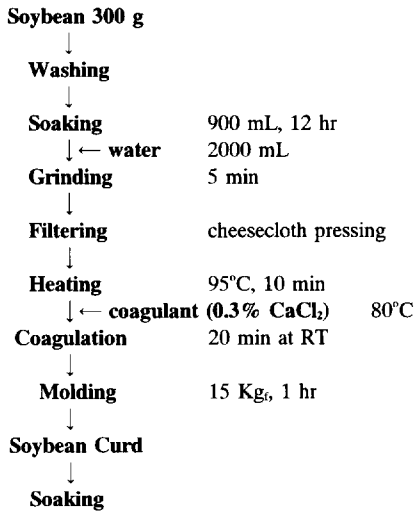 Soybean 300 g
↓
Washing
↓
Soaking 900 mL, 12 hr
↓ ← water 2000 mL
Grinding 5 min
↓
Filtering cheesecloth pressing
↓
Heating 95°C, 10 min
↓ ← coagulant (0.3% CaCl₂) 80°C
Coagulation 20 min at RT
↓
Molding 15 Kgf, 1 hr
↓
Soybean Curd
↓
Soaking